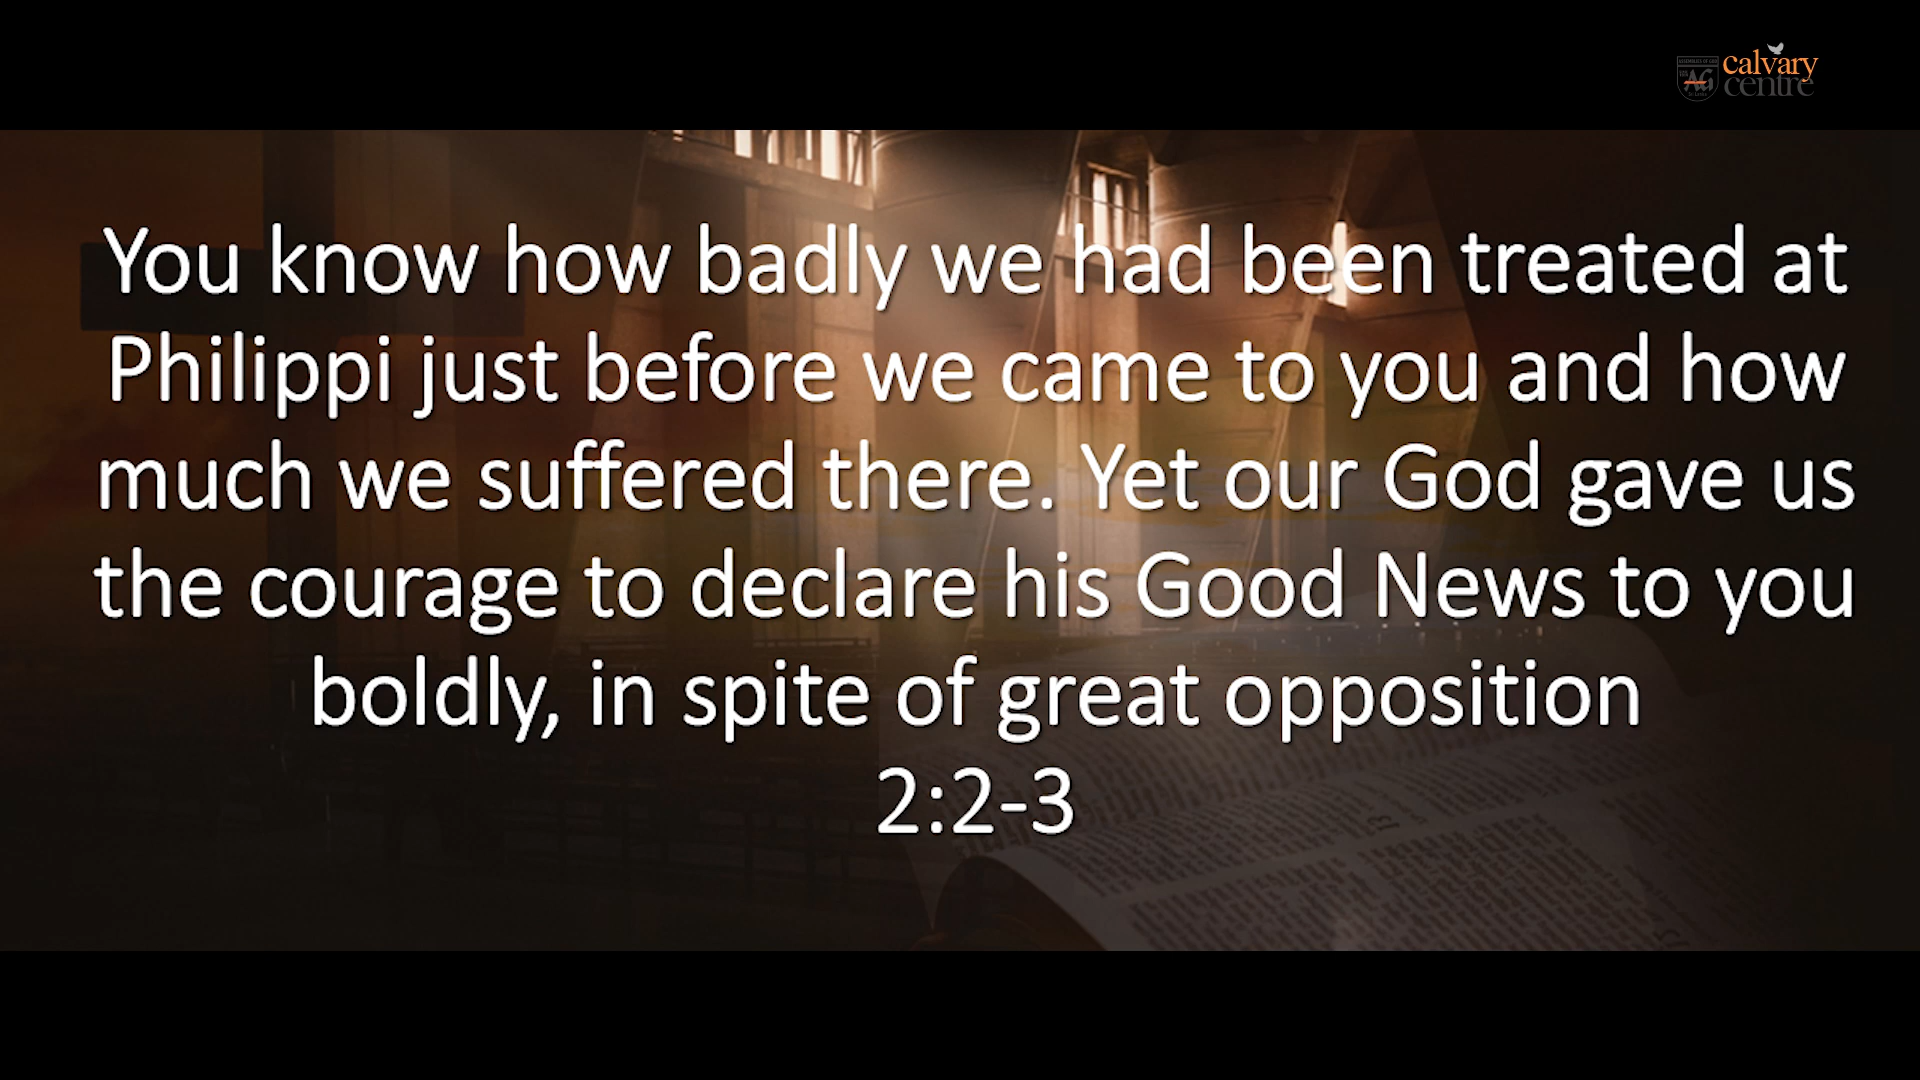 calvary
centre
You know how badly we had been treated at
Philippi just before we came to you and how
much we suffered there. Yet our God gave us
the courage to declare his Good News to you
boldly, in spite of great opposition
2:2-3